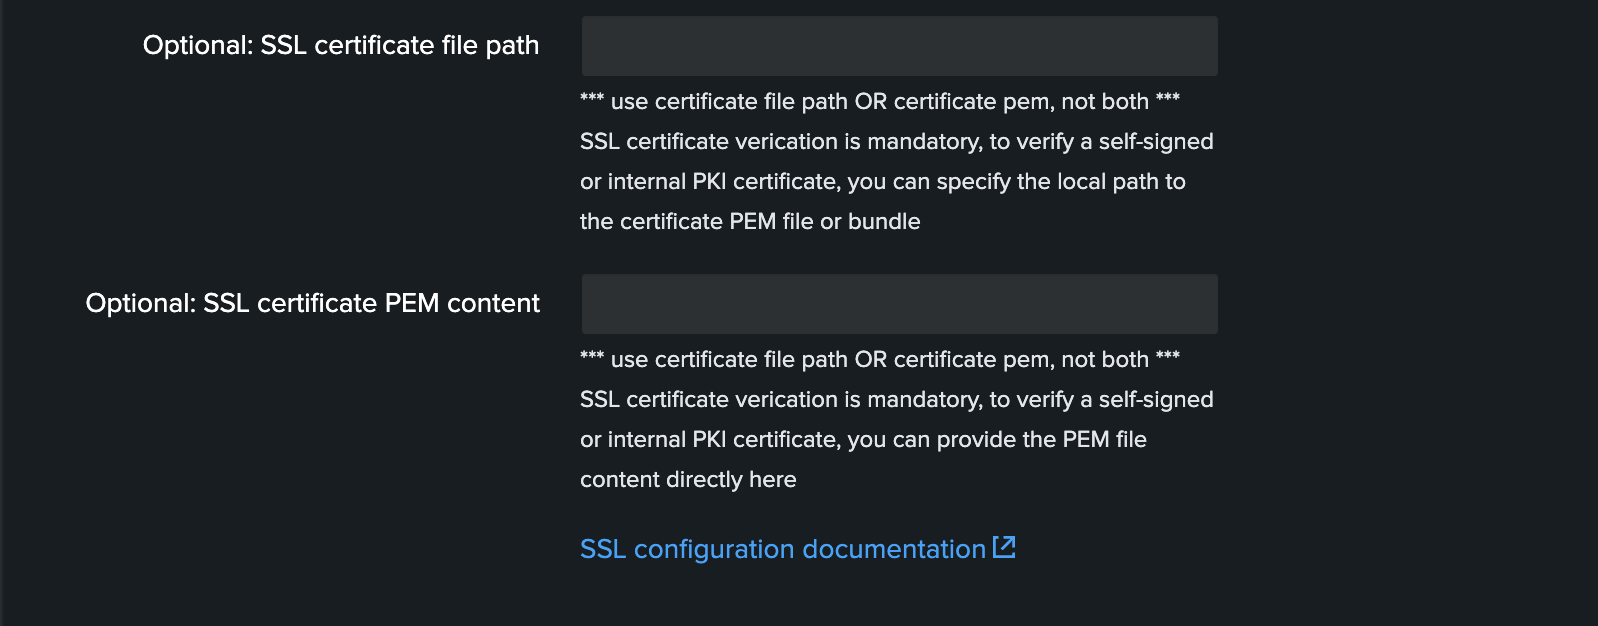 Optional: SSL certificate file path
*** use certificate file path OR certificate pem, not both ***
SSL certificate verication is mandatory, to verify a self-signed
or internal PKI certificate, you can specify the local path to
the certificate PEM file or bundle
Optional: SSL certificate PEM content
*** use certificate file path OR certificate pem, not both ***
SSL certificate verication is mandatory, to verify a self-signed
or internal PKI certificate, you can provide the PEM file
content directly here
SSL configuration documentation